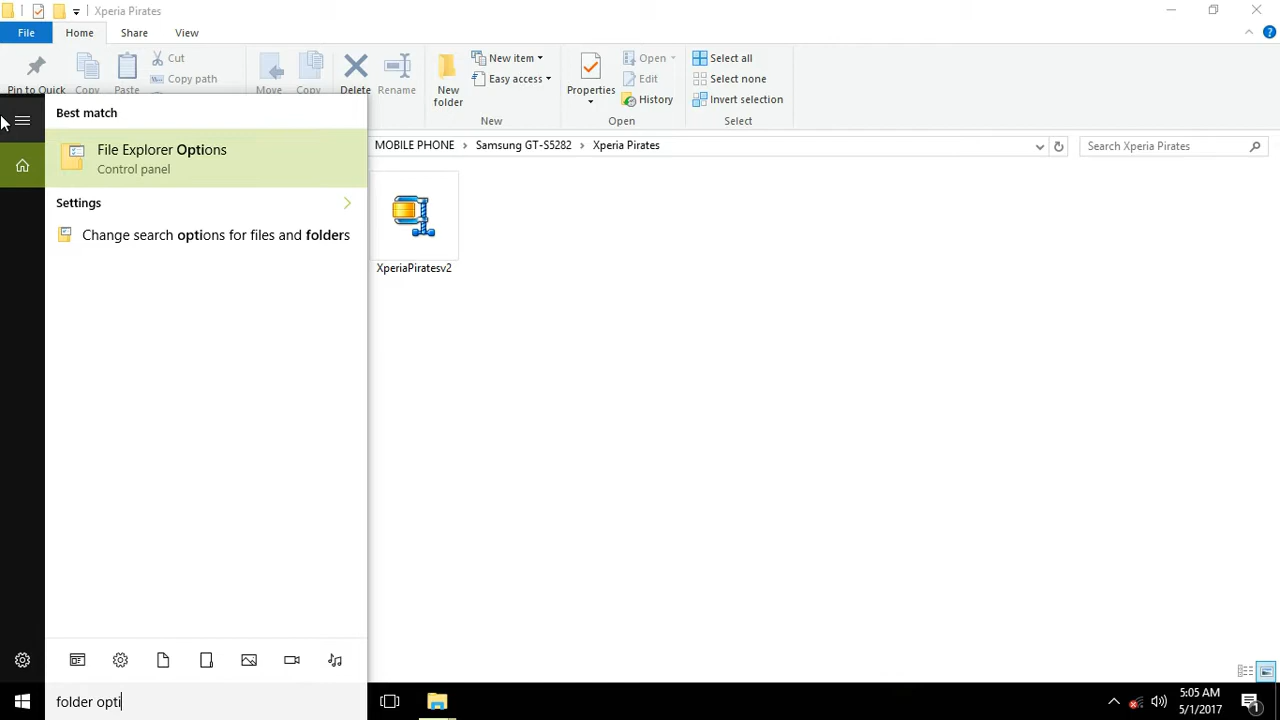 Xperia Pirates
File Home Share View
Cut
Copy path
Pin to Quick Copy Paste
Move Copy Delete Rename
New folder
New item
Easy access
New
Properties
Open
Edit
History
Open
Select all
Select none
Invert selection
Select
MOBILE PHONE > Samsung GT-S5282 > Xperia Pirates
Search Xperia Pirates
Best match
File Explorer Options
Control panel
Settings
Change search options for files and folders
XperiaPiratesv2
folder opti
5:05 AM
5/1/2017
1